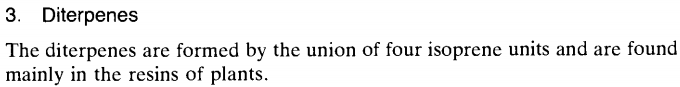 3. Diterpenes
The diterpenes are formed by the union of four isoprene units and are found
mainly in the resins of plants.